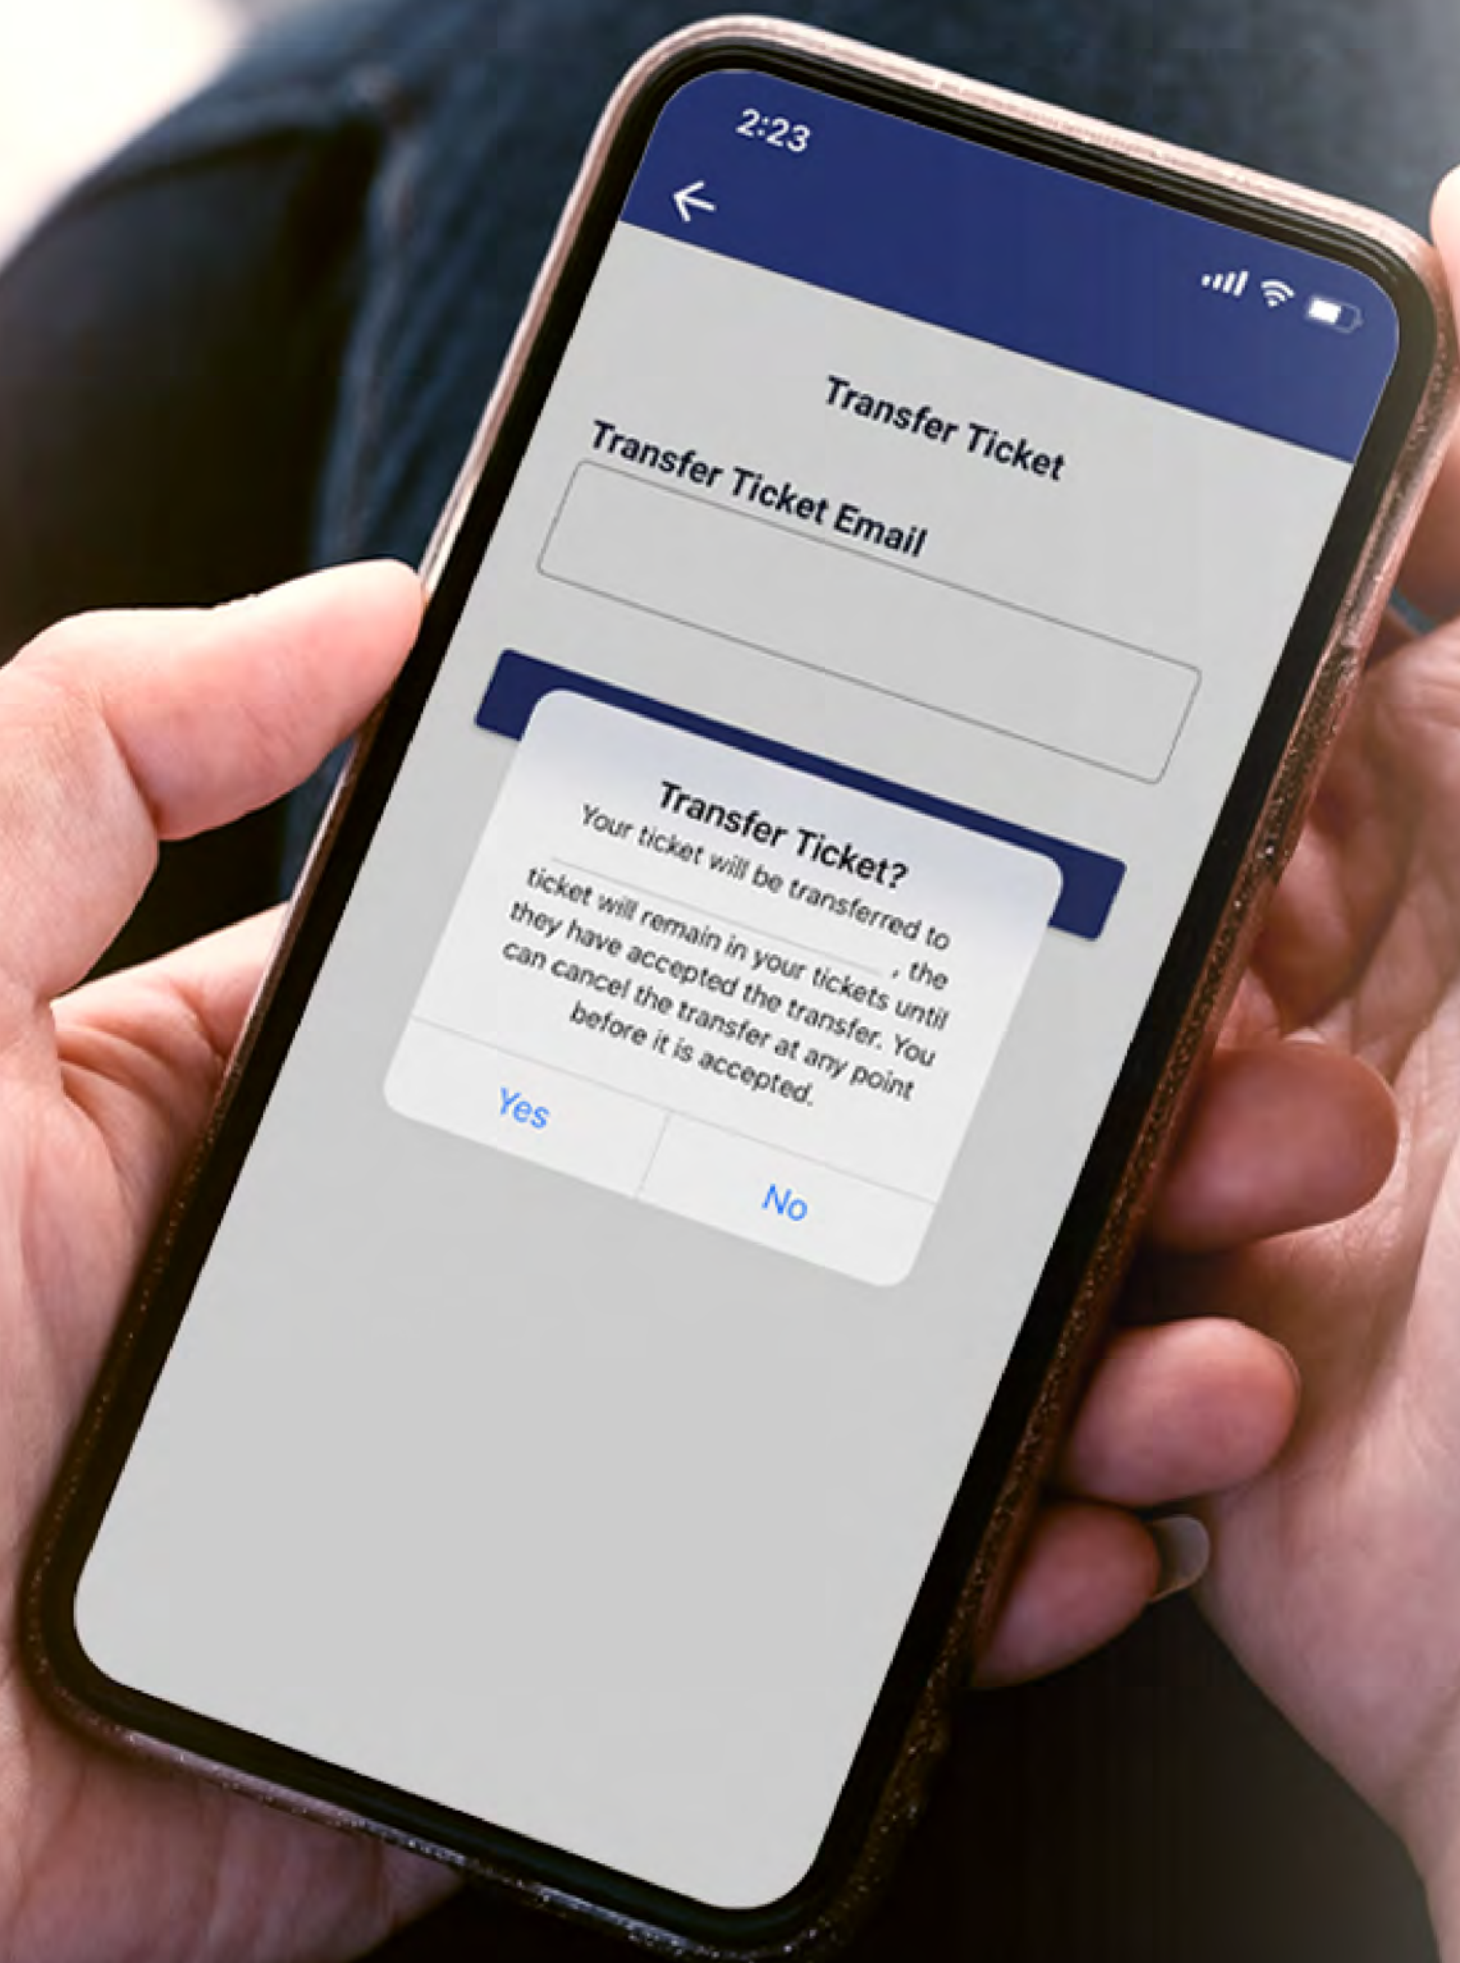 2:23
Transfer Ticket
Transfer Ticket Email
Transfer Ticket?
Your ticket will be transferred to
, the
ticket will remain in your tickets until
they have accepted the transfer. You
can cancel the transfer at any point
before it is accepted.
Yes
No